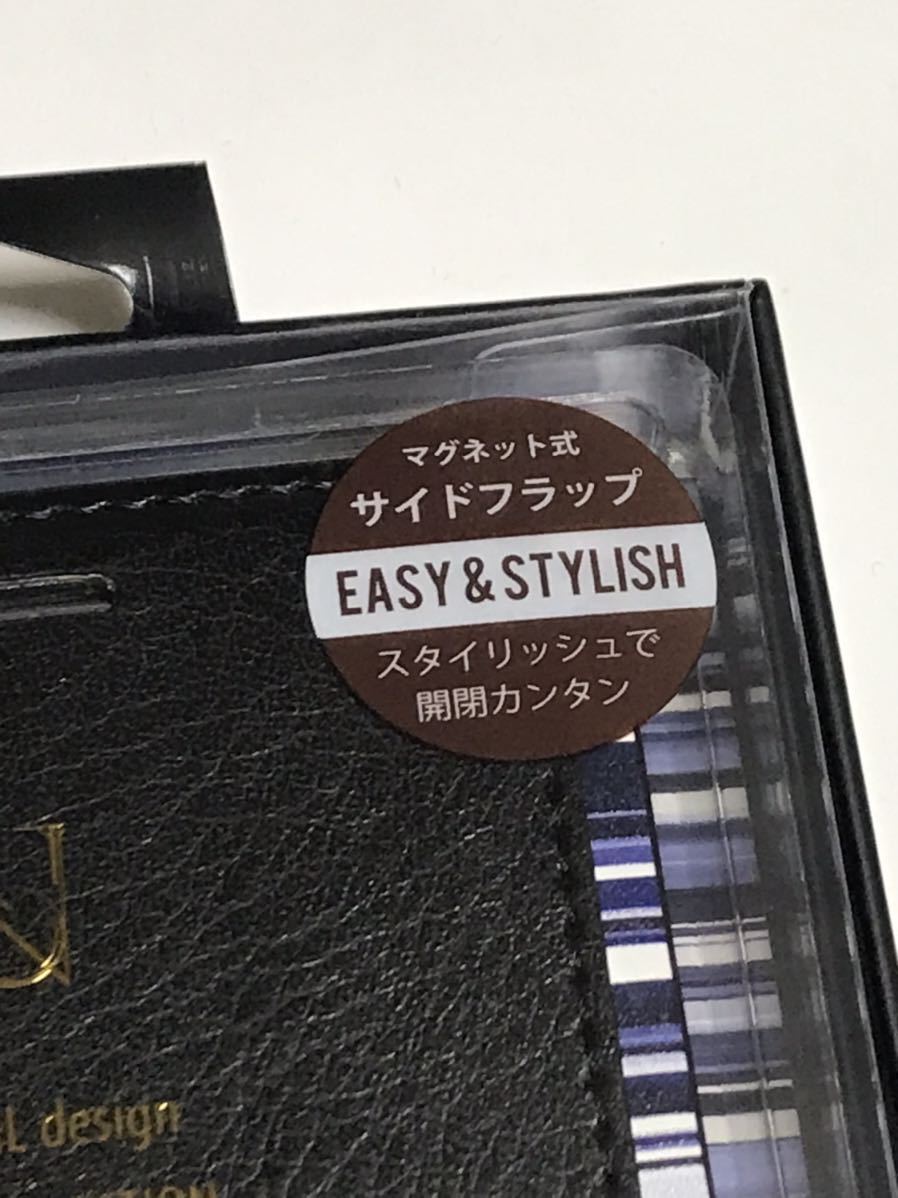 マグネット式
サイドフラップ
EASY & STYLISH
スタイリッシュで
開閉カンタン
N
design